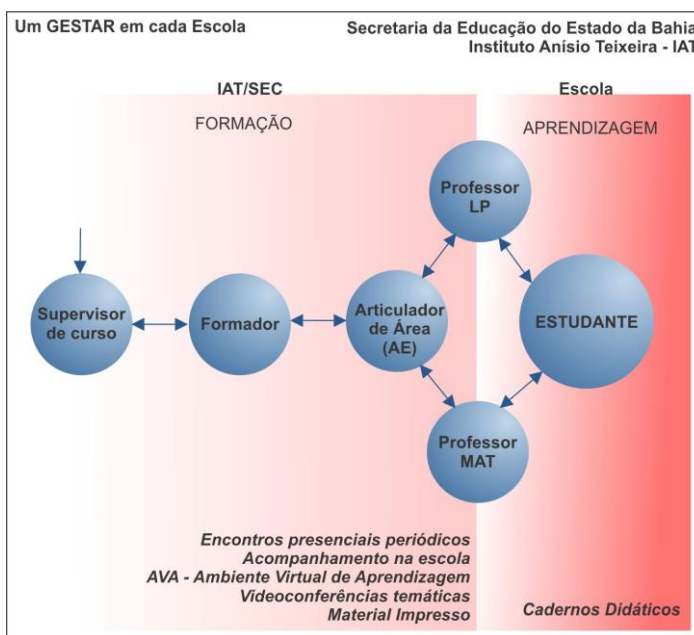 Um GESTAR em cada Escola
Secretaria da Educação do Estado da Bahia
Instituto Anísio Teixeira - IAT
IAT/SEC
FORMAÇÃO
Escola
APRENDIZAGEM
Professor
LP
Supervisor
de curso
Formador
Articulador
de Área
(AE)
ESTUDANTE
Professor
MAT
Encontros presenciais periódicos
Acompanhamento na escola
AVA - Ambiente Virtual de Aprendizagem
Videoconferências temáticas
Material Impresso
Cadernos Didáticos